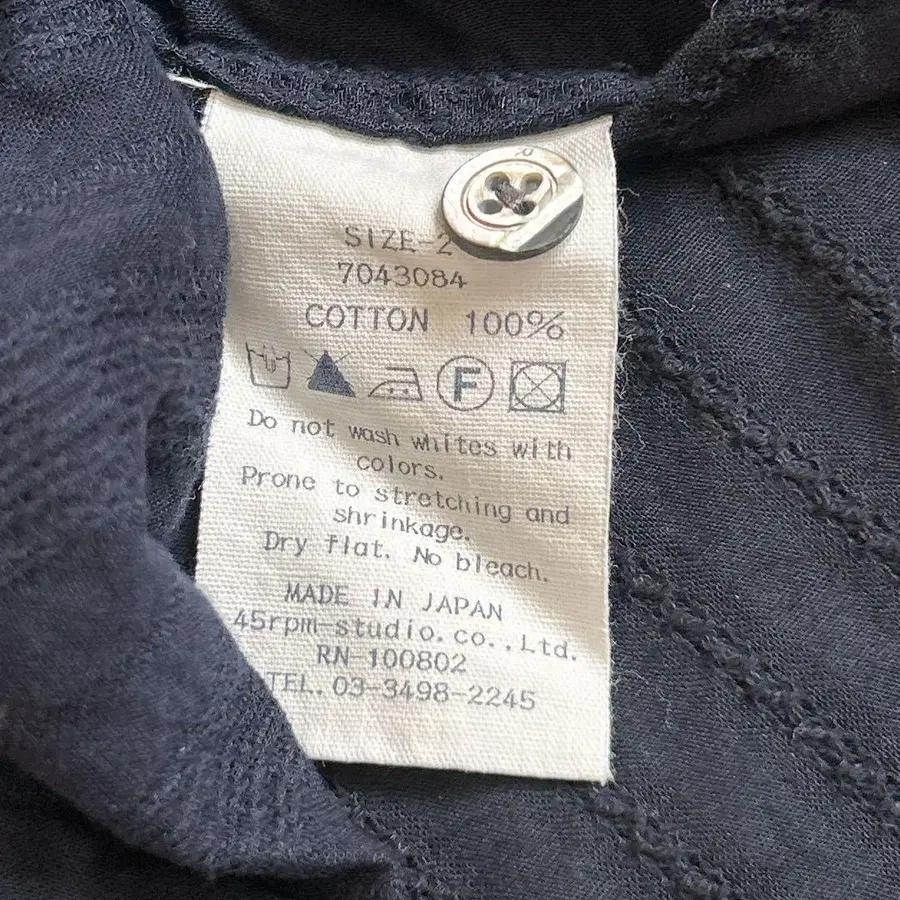 SIZE-2
7043084
COTTON 100%
F
Do not wash whites with
colors.
Prone to stretching and
shrinkage.
Dry flat. No bleach.
MADE IN JAPAN
45rpm-studio.co.,Ltd.
RN-100802
TEL.03-3498-2245